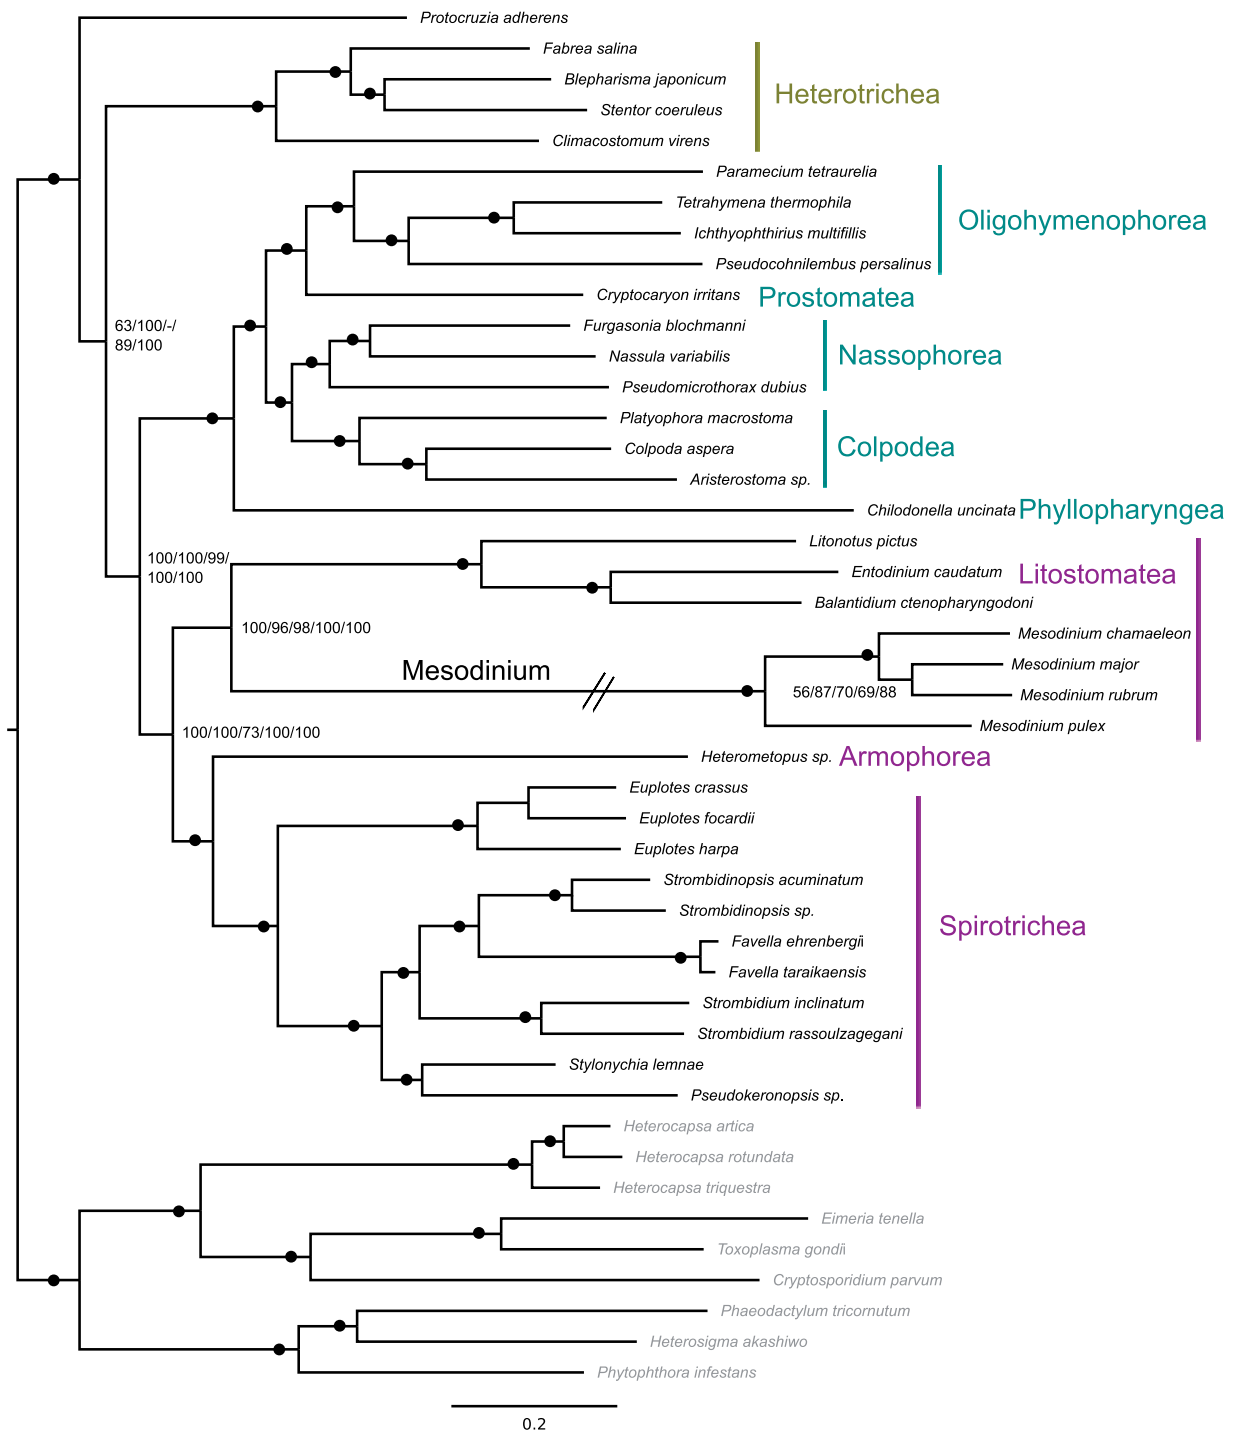 Protocruzia adherens
Fabrea salina
Blepharisma japonicum
Heterotrichea
Stentor coeruleus
Climacostomum virens
Paramecium tetraurelia
Tetrahymena thermophila
Oligohymenophorea
Ichthyophthirius multifillis
Pseudocohnilembus persalinus
Cryptocaryon irritans Prostomatea
63/100/-/
89/100
Furgasonia blochmanni
Nassula variabilis
Nassophorea
Pseudomicrothorax dubius
Platyophora macrostoma
Colpoda aspera
Colpodea
Aristerostoma sp.
Chilodonella uncinata Phyllopharyngea
Litonotus pictus
100/100/99/
100/100
Entodinium caudatum
Litostomatea
Balantidium ctenopharyngodoni
100/96/98/100/100
Mesodinium chamaeleon
Mesodinium
Mesodinium major
56/87/70/69/88
Mesodinium rubrum
Mesodinium pulex
100/100/73/100/100
Heterometopus sp. Armophorea
Euplotes crassus
Euplotes focardii
Euplotes harpa
Strombidinopsis acuminatum
Strombidinopsis sp.
Spirotrichea
Favella ehrenbergii
Favella taraikaensis
Strombidium inclinatum
Strombidium rassoulzagegani
Stylonychia lemnae
Pseudokeronopsis sp.
Heterocapsa artica
Heterocapsa rotundata
Heterocapsa triquestra
Eimeria tenella
Toxoplasma gondii
Cryptosporidium parvum
Phaeodactylum tricornutum
Heterosigma akashiwo
Phytophthora infestans
0.2